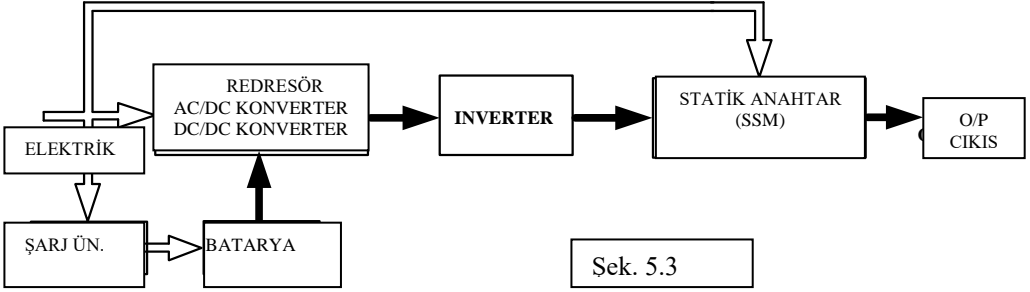 REDRESÖR
AC/DC KONVERTER
DC/DC KONVERTER
INVERTER
STATİK ANAHTAR
(SSM)
O/P
CIKIS
ELEKTRİK
ŞARJ ÜN.
BATARYA
Şek. 5.3